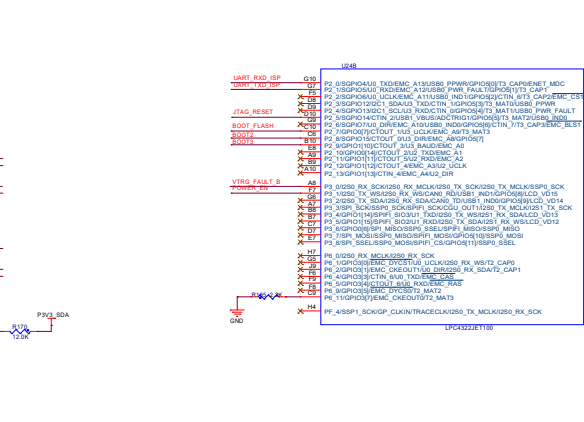 U24B
UART_RXD_ISP G10 P2_0/SGPIO4/U0_TXD/EMC_A13/USB0_PPWR/GPIO5[0]/T3_CAP0/ENET_MDC
UART_TXD_ISP G7 P2_1/SGPIO5/U0_RXD/EMC_A12/USB0_PWR_FAULT/GPIO5[1]/T3_CAP1
F5 P2_2/SGPIO6/U0_UCLK/EMC_A11/USB0_IND1/GPIO5[2]/CTIN_6/T3_CAP2/EMC_CS1
D8 P2_3/SGPIO12/I2C1_SDA/U3_TXD/CTIN_1/GPIO5[3]/T3_MAT0/USB0_PPWR
D9 P2_4/SGPIO13/I2C1_SCL/U3_RXD/CTIN_0/GPIO5[4]/T3_MAT1/USB0_PWR_FAULT
JTAG_RESET D10 P2_5/SGPIO14/CTIN_2/USB1_VBUS/ADCTRIG1/GPIO5[5]/T3_MAT2/USB0_IND0
G9 P2_6/SGPIO7/U0_DIR/EMC_A10/USB0_IND0/GPIO5[6]/CTIN_7/T3_CAP3/EMC_BLS1
BOOT_FLASH C10 P2_7/GPIO0[7]/CTOUT_1/U3_UCLK/EMC_A9/T3_MAT3
BOOT2 C6 P2_8/SGPIO15/CTOUT_0/U3_DIR/EMC_A8/GPIO5[7]
BOOT3 B10 P2_9/GPIO1[10]/CTOUT_3/U3_BAUD/EMC_A0
E8 P2_10/GPIO0[14]/CTOUT_2/U2_TXD/EMC_A1
A9 P2_11/GPIO1[11]/CTOUT_5/U2_RXD/EMC_A2
B9 P2_12/GPIO1[12]/CTOUT_4/EMC_A3/U2_UCLK
A10 P2_13/GPIO1[13]/CTIN_4/EMC_A4/U2_DIR
VTRG_FAULT_B A8 P3_0/I2S0_RX_SCK/I2S0_RX_MCLK/I2S0_TX_SCK/I2S0_TX_MCLK/SSP0_SCK
POWER_EN F7 P3_1/I2S0_TX_WS/I2S0_RX_WS/CAN0_RD/USB1_IND1/GPIO5[8]/LCD_VD15
G6 P3_2/I2S0_TX_SDA/I2S0_RX_SDA/CAN0_TD/USB1_IND0/GPIO5[9]/LCD_VD14
A7 P3_3/SPI_SCK/SSP0_SCK/SPIFI_SCK/CGU_OUT1/I2S0_TX_MCLK/I2S1_TX_SCK
B8 P3_4/GPIO1[14]/SPIFI_SIO3/U1_TXD/I2S0_TX_WS/I2S1_RX_SDA/LCD_VD13
B7 P3_5/GPIO1[15]/SPIFI_SIO2/U1_RXD/I2S0_TX_SDA/I2S1_RX_WS/LCD_VD12
C7 P3_6/GPIO0[6]/SPI_MISO/SSP0_SSEL/SPIFI_MISO/SSP0_MISO
D7 P3_7/SPI_MOSI/SSP0_MISO/SPIFI_MOSI/GPIO5[10]/SSP0_MOSI
E7 P3_8/SPI_SSEL/SSP0_MOSI/SPIFI_CS/GPIO5[11]/SSP0_SSEL
H7 P6_0/I2S0_RX_MCLK/I2S0_RX_SCK
G5 P6_1/GPIO3[0]/EMC_DYCS1/U0_UCLK/I2S0_RX_WS/T2_CAP0
J9 P6_2/GPIO3[1]/EMC_CKEOUT1/U0_DIR/I2S0_RX_SDA/T2_CAP1
F6 P6_4/GPIO3[3]/CTIN_6/U0_TXD/EMC_CAS
F9 P6_5/GPIO3[4]/CTOUT_6/U0_RXD/EMC_RAS
F8 P6_9/GPIO3[5]/EMC_DYCS0/T2_MAT2
C9 P6_11/GPIO3[7]/EMC_CKEOUT0/T2_MAT3
H4 PF_4/SSP1_SCK/GP_CLKIN/TRACECLK/I2S0_TX_MCLK/I2S0_RX_SCK
GND
LPC4322JET100
P3V3_SDA
R170
12.0K